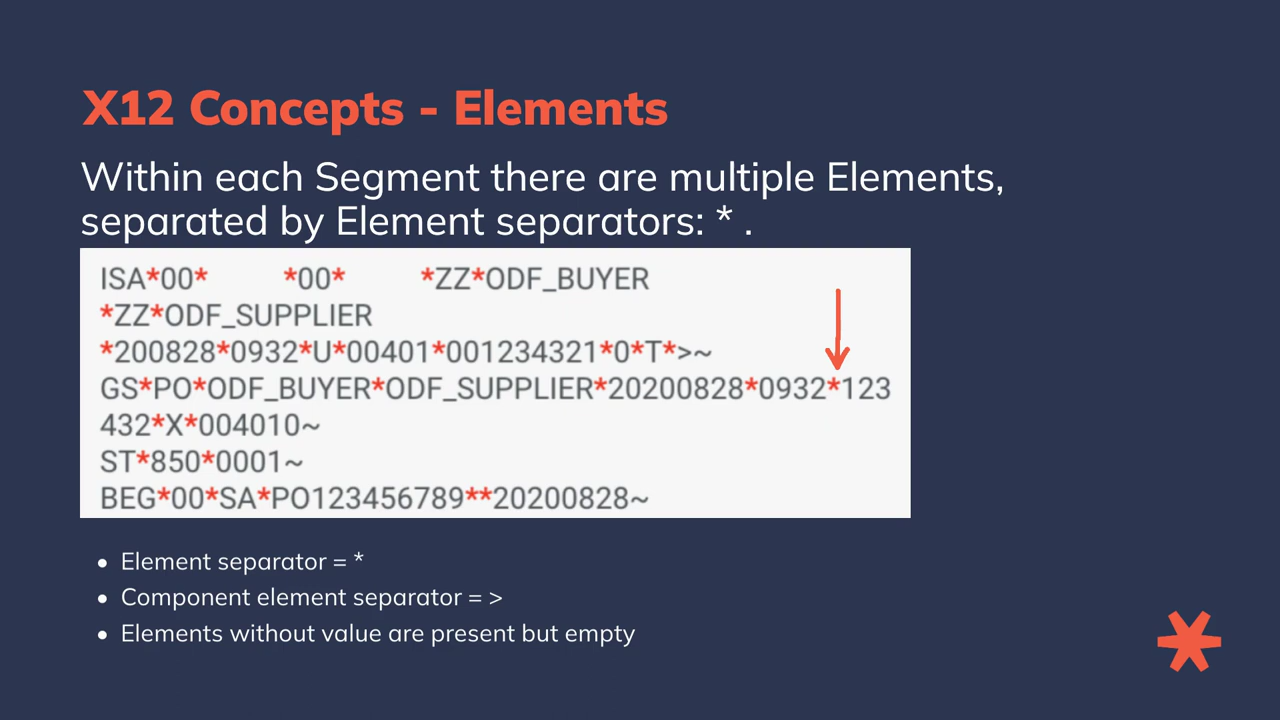 X12 Concepts - Elements
Within each Segment there are multiple Elements,
separated by Element separators: * .
ISA*00*          *00*          *ZZ*ODF_BUYER
*ZZ*ODF_SUPPLIER
*200828*0932*U*00401*001234321*0*T*>~
GS*PO*ODF_BUYER*ODF_SUPPLIER*20200828*0932*123
432*X*004010~
ST*850*0001~
BEG*00*SA*PO123456789**20200828~
• Element separator = *
• Component element separator = >
• Elements without value are present but empty